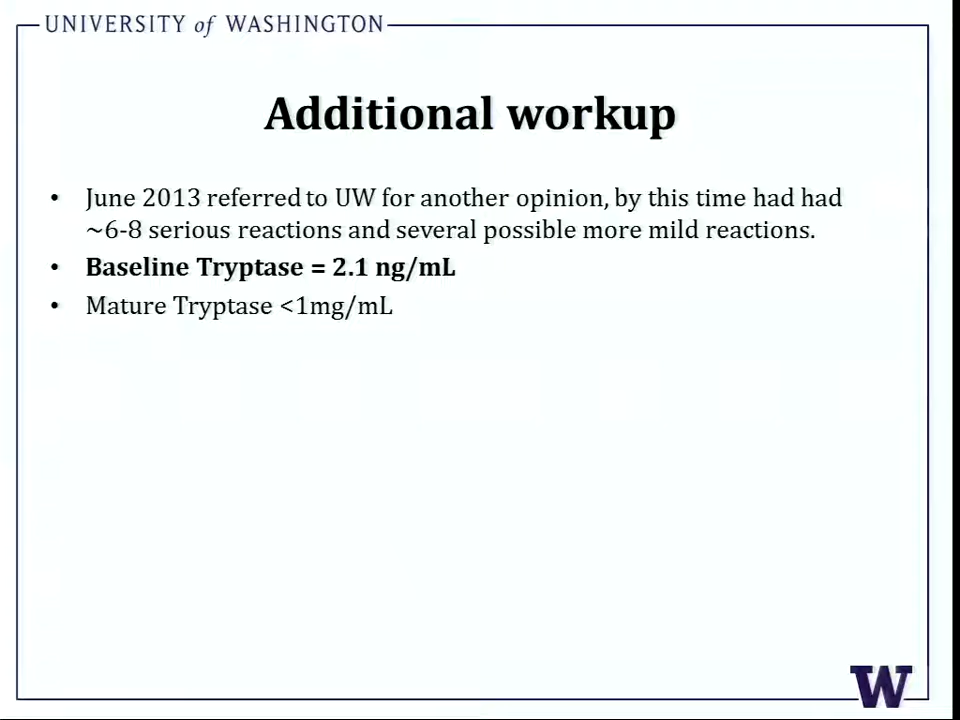 UNIVERSITY of WASHINGTON
Additional workup
• June 2013 referred to UW for another opinion, by this time had had
~6-8 serious reactions and several possible more mild reactions.
• Baseline Tryptase = 2.1 ng/mL
• Mature Tryptase <1mg/mL
W